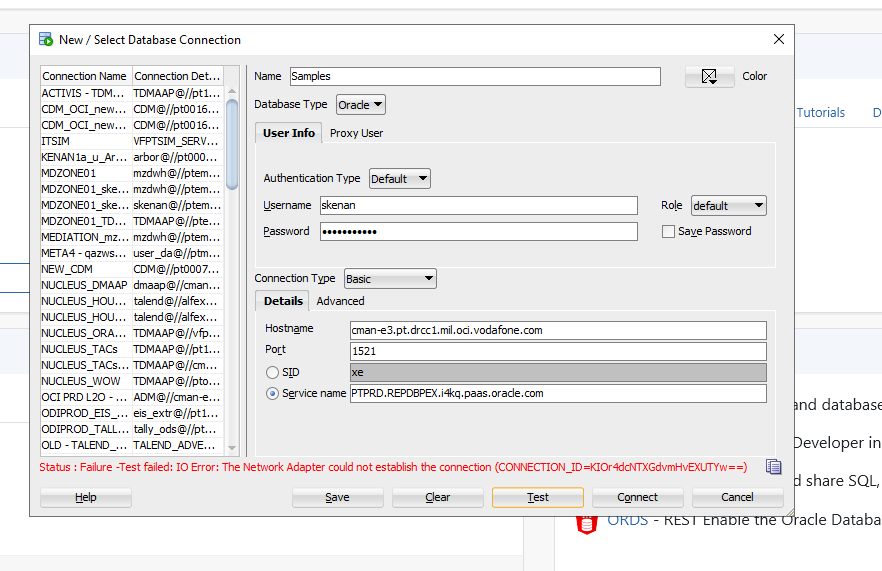 New / Select Database Connection
Connection Name Connection Det...
ACTIVIS - TDM... TDMAAP@//pt1...
CDM_OCI_new... CDM@//pt0016...
CDM_OCI_new... CDM@//pt0016...
ITSIM VFPTSIM_SERV...
KENAN1a_u_Ar... arbor@//pt000...
MDZONE01 mzdwh@//ptem...
MDZONE01_ske... mzdwh@//ptem...
MDZONE01_ske... skenan@//ptem...
MDZONE01_TD... TDMAAP@//pte...
MEDIATION_mz... mzdwh@//ptem...
META4 - qazws... user_da@//ptm...
NEW_CDM CDM@//pt0007...
NUCLEUS_DMAAP dmaap@//cman...
NUCLEUS_HOU... talend@//alfex...
NUCLEUS_HOU... talend@//alfex...
NUCLEUS_ORA... TDMAAP@//vfp...
NUCLEUS_TACs TDMAAP@//pt1...
NUCLEUS_TACs... TDMAAP@//cm...
NUCLEUS_WOW TDMAAP@//pto...
OCI PRD L2O - ... ADM@//cman-e...
ODIPROD_EIS_... eis_extr@//pt1...
ODIPROD_TALL... tally_ods@//pt...
OLD - TALEND_... TALEND_ADVE...
Name Samples Color
Database Type Oracle
User Info Proxy User
Authentication Type Default
Username skenan Role default
Password ••••••••••• Save Password
Connection Type Basic
Details Advanced
Hostname cman-e3.pt.drcc1.mil.oci.vodafone.com
Port 1521
SID xe
Service name PTPRD.REPDBPEX.i4kq.paas.oracle.com
Status : Failure -Test failed: IO Error: The Network Adapter could not establish the connection (CONNECTION_ID=KIOr4dcNTXGdvmHvEXUTYw==)
Help Save Clear Test Connect Cancel
Tutorials D
and database
Developer in
d share SQL,
ORDS - REST Enable the Oracle Databa